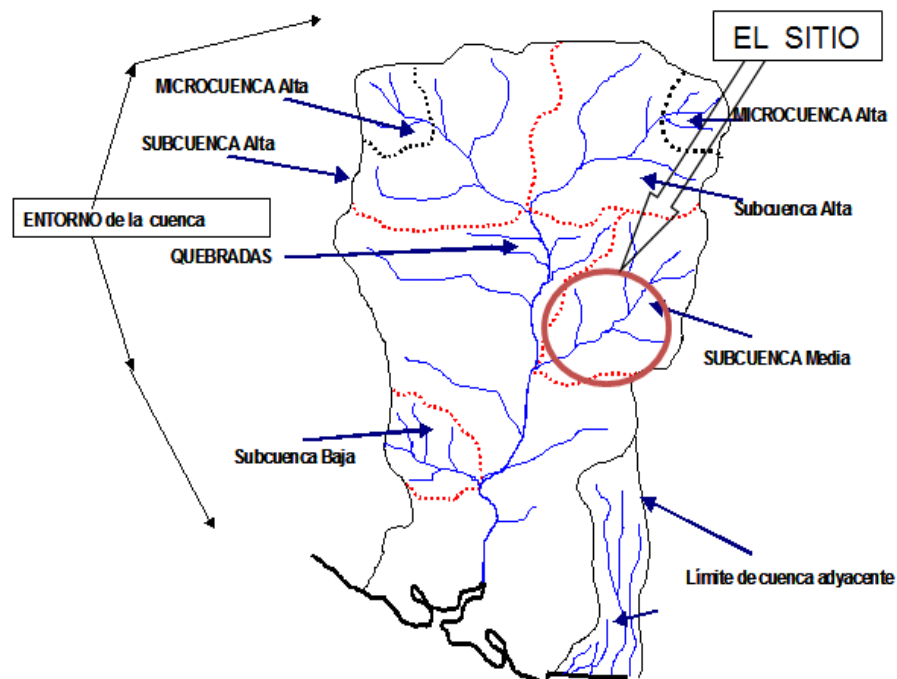 EL SITIO
MICROCUENCA Alta
MICROCUENCA Alta
SUBCUENCA Alta
Subcuenca Alta
ENTORNO de la cuenca
QUEBRADAS
SUBCUENCA Media
Subcuenca Baja
Límite de cuenca adyacente